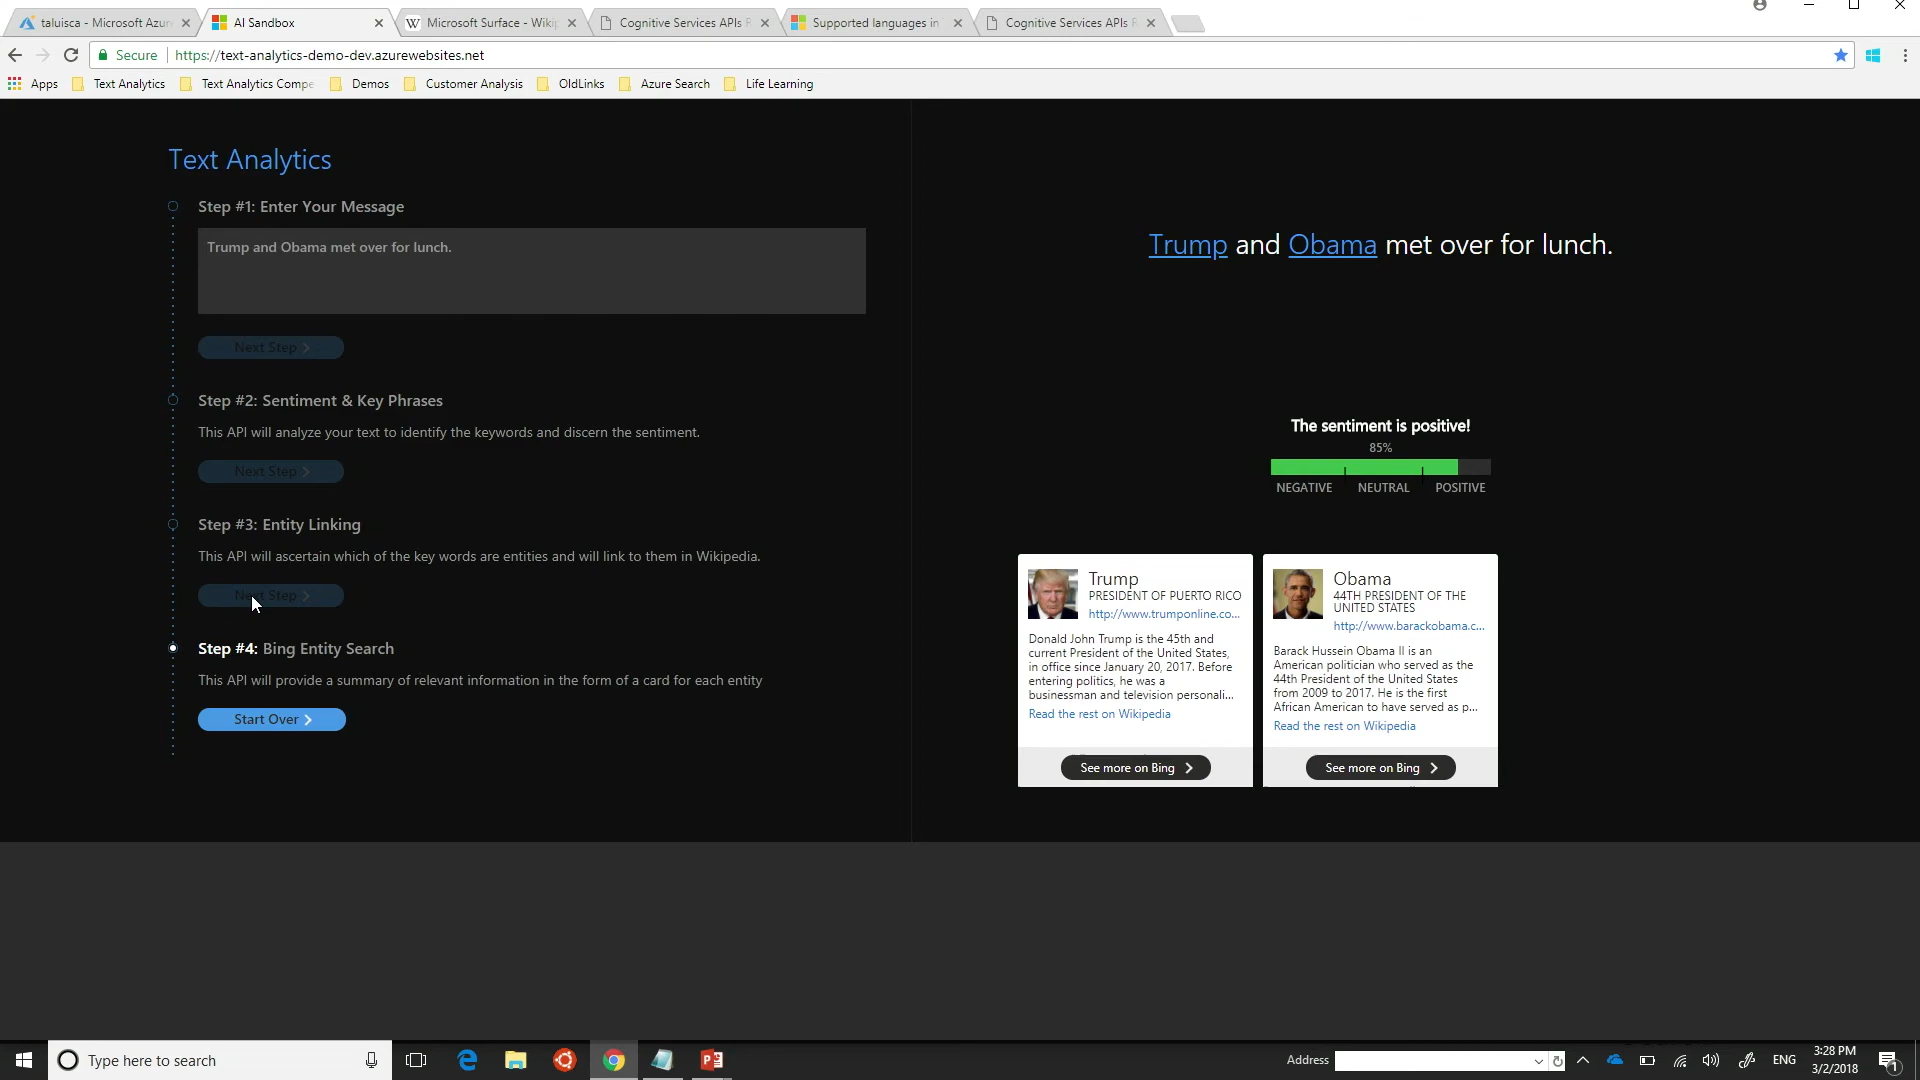 taluisca - Microsoft Azur
AI Sandbox
Microsoft Surface - Wiki
Cognitive Services APIs R
Supported languages in
Cognitive Services APIs R
Secure
https://text-analytics-demo-dev.azurewebsites.net
Apps
Text Analytics
Text Analytics Compe
Demos
Customer Analysis
OldLinks
Azure Search
Life Learning
Text Analytics
Step #1: Enter Your Message
Trump and Obama met over for lunch.
Next Step
Step #2: Sentiment & Key Phrases
This API will analyze your text to identify the keywords and discern the sentiment.
Next Step
Step #3: Entity Linking
This API will ascertain which of the key words are entities and will link to them in Wikipedia.
Next Step
Step #4: Bing Entity Search
This API will provide a summary of relevant information in the form of a card for each entity
Start Over
Trump and Obama met over for lunch.
The sentiment is positive!
85%
NEGATIVE NEUTRAL POSITIVE
Trump
PRESIDENT OF PUERTO RICO
http://www.trumponline.co...
Donald John Trump is the 45th and
current President of the United States,
in office since January 20, 2017. Before
entering politics, he was a
businessman and television personali...
Read the rest on Wikipedia
See more on Bing
Obama
44TH PRESIDENT OF THE
UNITED STATES
http://www.barackobama.c...
Barack Hussein Obama II is an
American politician who served as the
44th President of the United States
from 2009 to 2017. He is the first
African American to have served as p...
Read the rest on Wikipedia
See more on Bing
Type here to search
Address
ENG
3:28 PM
3/2/2018
1